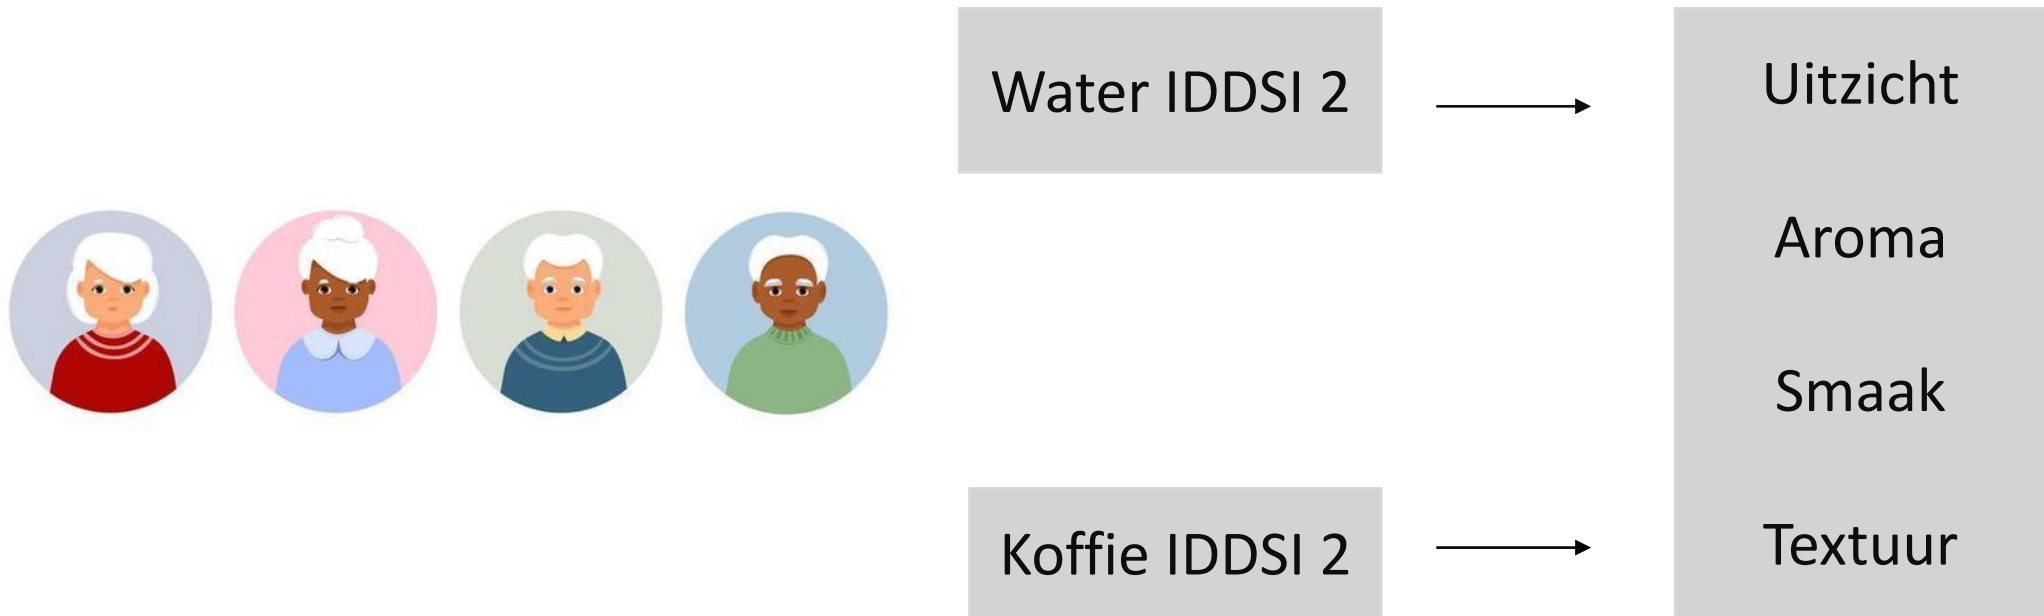 Water IDDSI 2
Koffie IDDSI 2
Uitzicht
Aroma
Smaak
Textuur